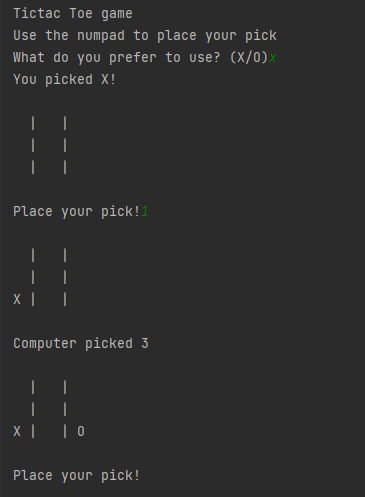 Tictac Toe game
Use the numpad to place your pick
What do you prefer to use? (X/O)x
You picked X!
  |   |
  |   |
  |   |
Place your pick!1
  |   |
  |   |
X |   |
Computer picked 3
  |   |
  |   |
X |   | O
Place your pick!